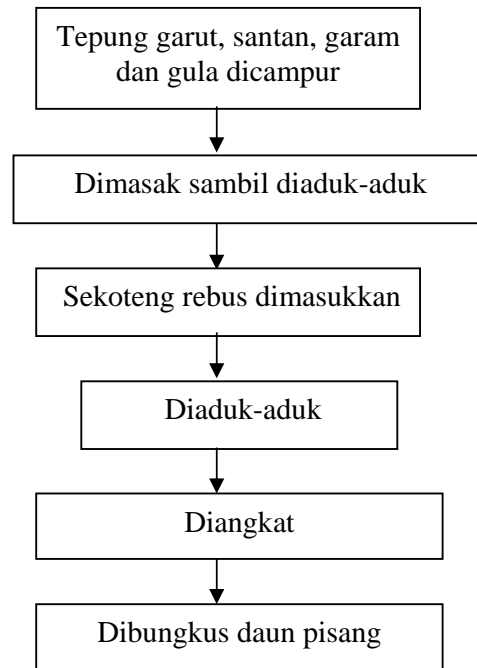 Tepung garut, santan, garam
dan gula dicampur
Dimasak sambil diaduk-aduk
Sekoteng rebus dimasukkan
Diaduk-aduk
Diangkat
Dibungkus daun pisang